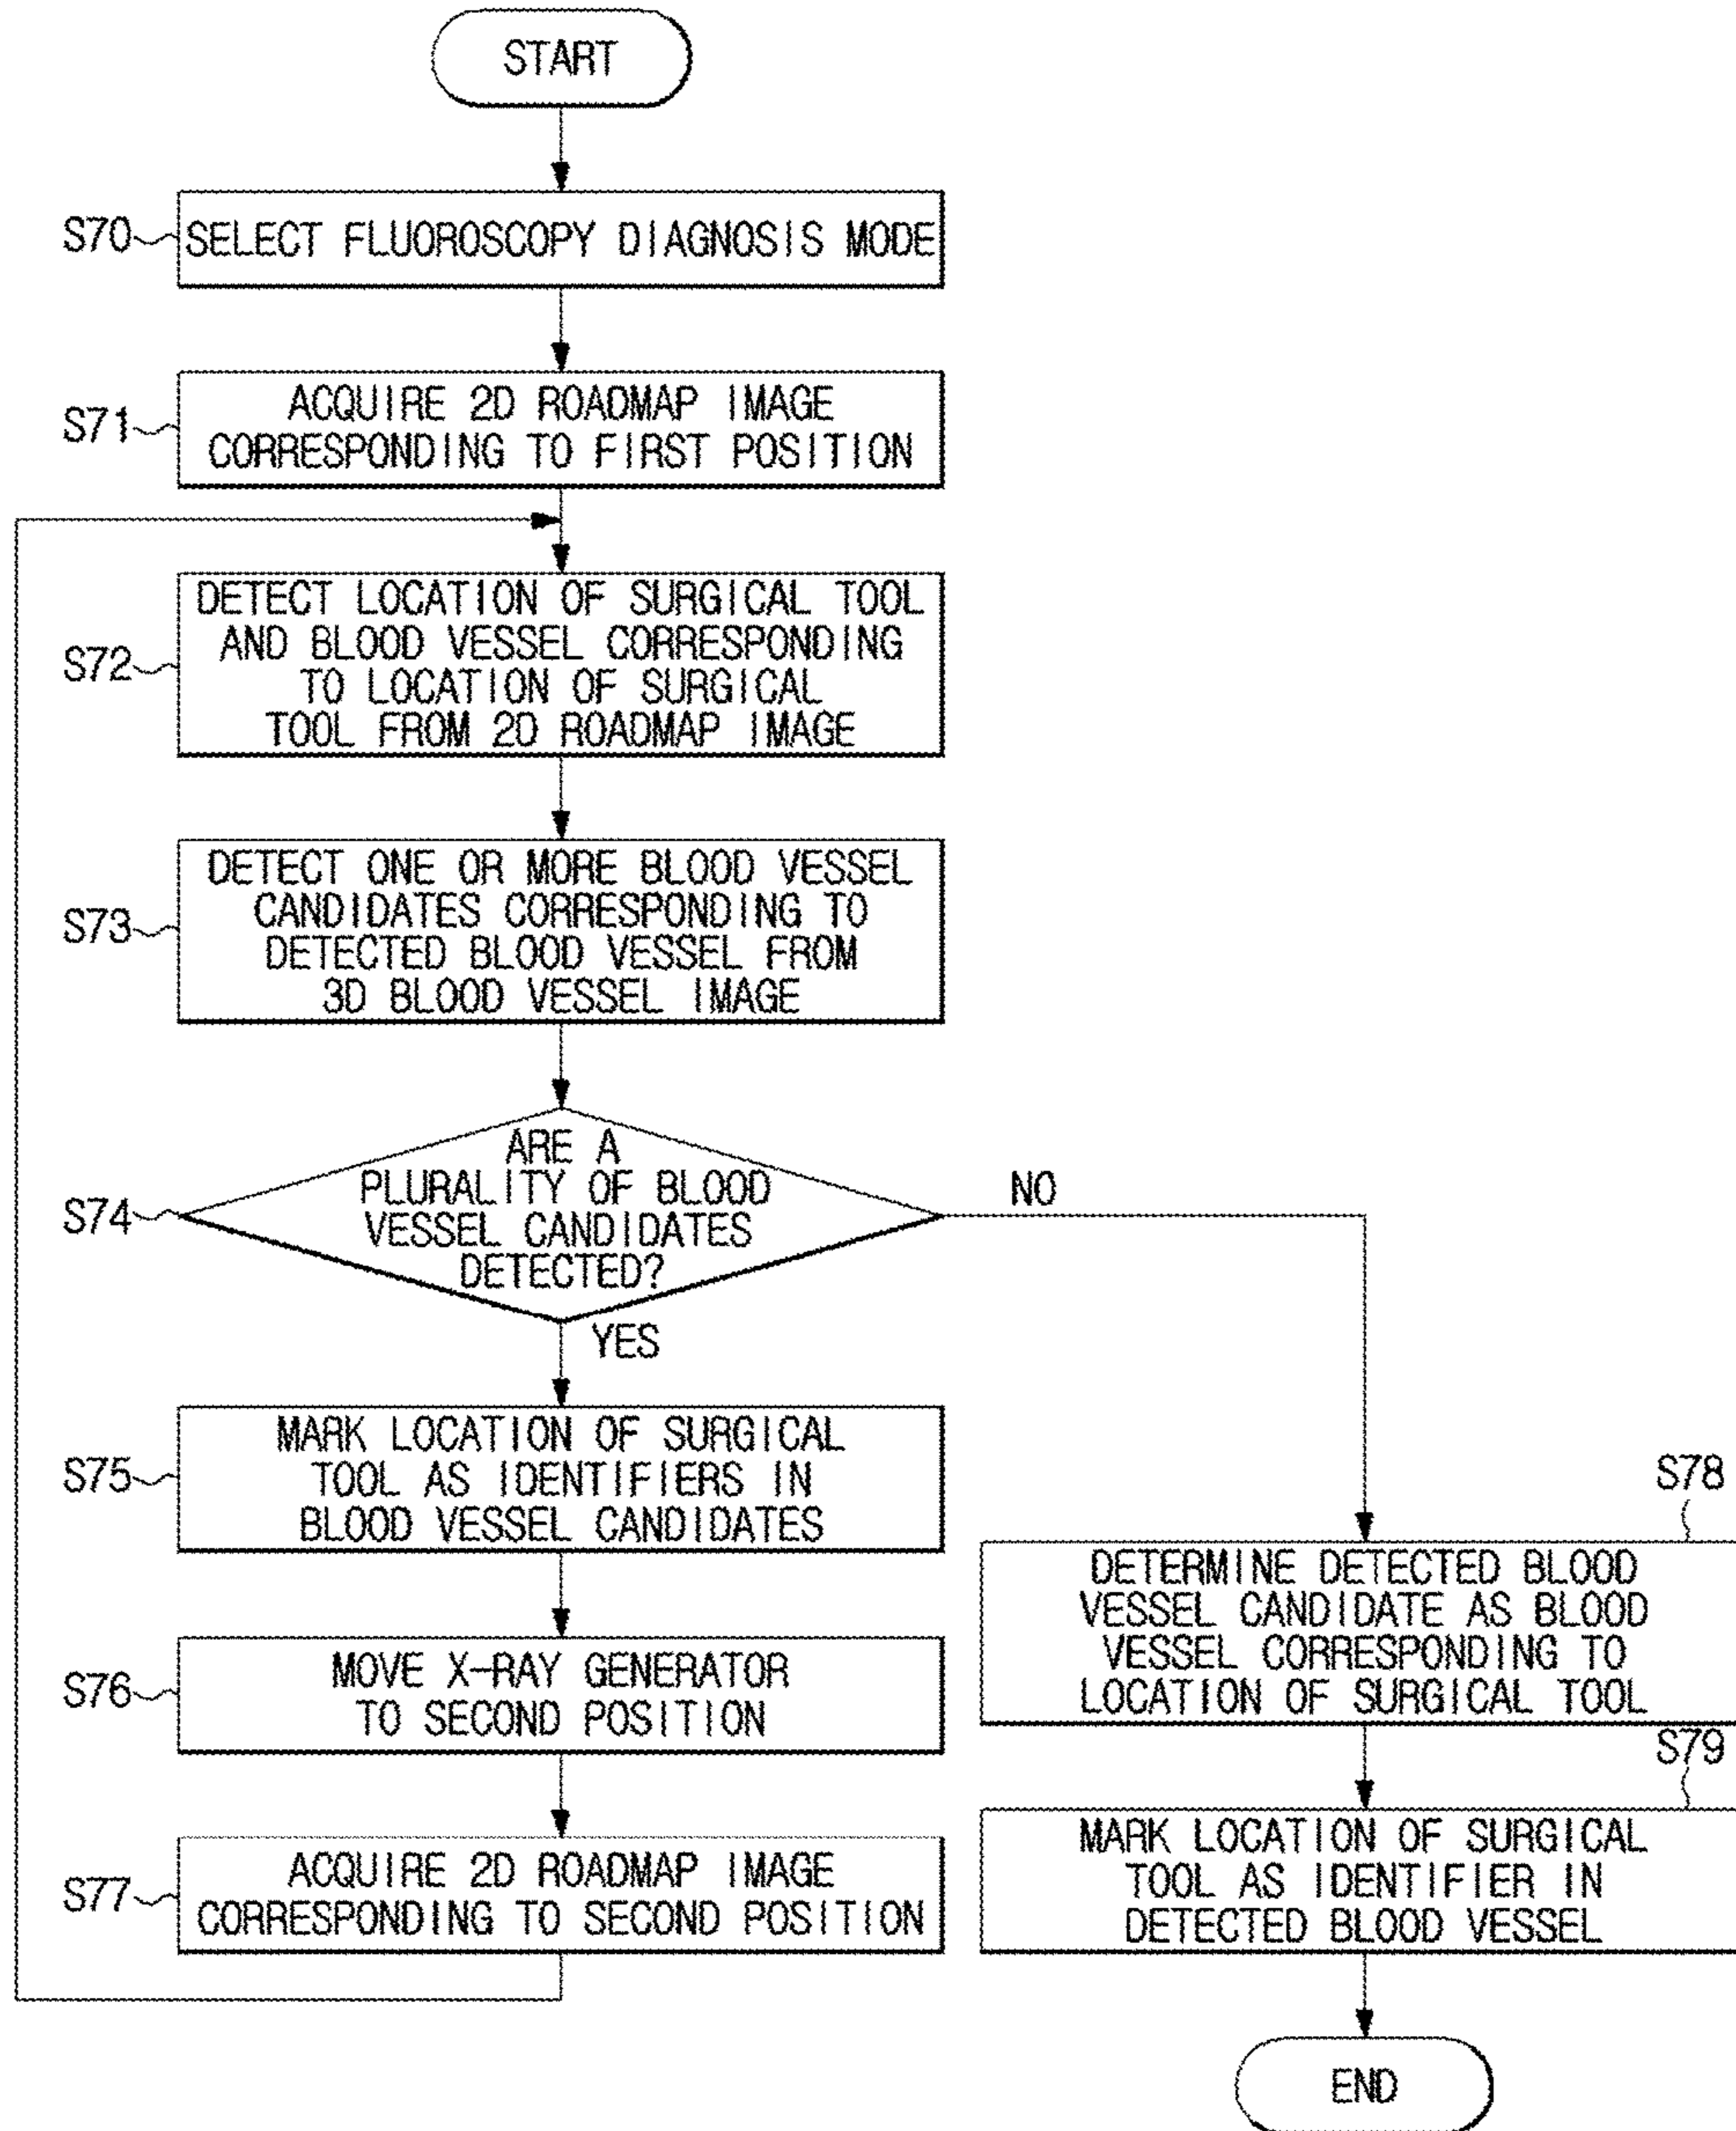 START
S70
SELECT FLUOROSCOPY DIAGNOSIS MODE
S71
ACQUIRE 2D ROADMAP IMAGE
CORRESPONDING TO FIRST POSITION
S72
DETECT LOCATION OF SURGICAL TOOL
AND BLOOD VESSEL CORRESPONDING
TO LOCATION OF SURGICAL
TOOL FROM 2D ROADMAP IMAGE
S73
DETECT ONE OR MORE BLOOD VESSEL
CANDIDATES CORRESPONDING TO
DETECTED BLOOD VESSEL FROM
3D BLOOD VESSEL IMAGE
S74
ARE A
PLURALITY OF BLOOD
VESSEL CANDIDATES
DETECTED?
NO
YES
S75
MARK LOCATION OF SURGICAL
TOOL AS IDENTIFIERS IN
BLOOD VESSEL CANDIDATES
S76
MOVE X-RAY GENERATOR
TO SECOND POSITION
S77
ACQUIRE 2D ROADMAP IMAGE
CORRESPONDING TO SECOND POSITION
S78
DETERMINE DETECTED BLOOD
VESSEL CANDIDATE AS BLOOD
VESSEL CORRESPONDING TO
LOCATION OF SURGICAL TOOL
S79
MARK LOCATION OF SURGICAL
TOOL AS IDENTIFIER IN
DETECTED BLOOD VESSEL
END